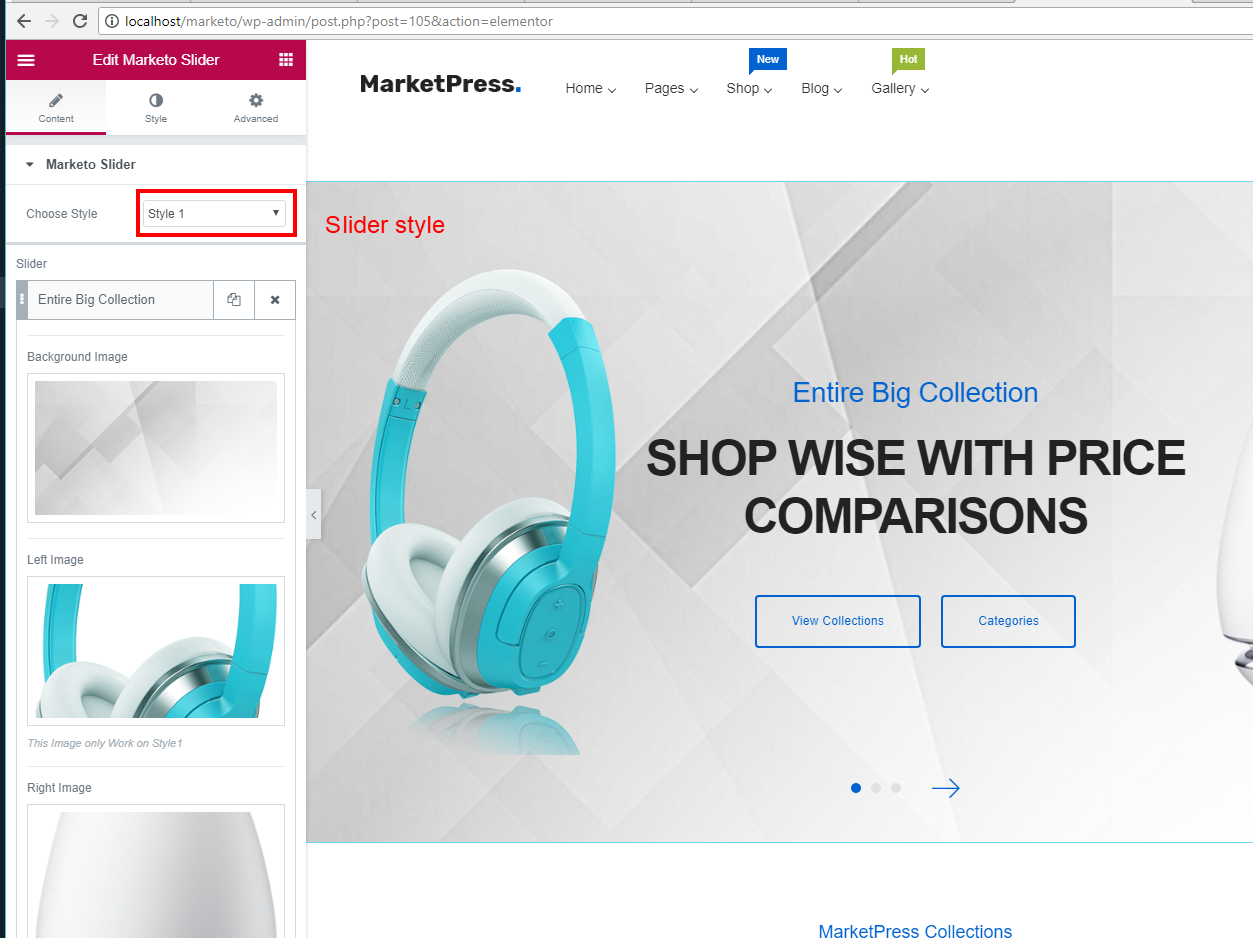 localhost/marketo/wp-admin/post.php?post=105&action=elementor
Edit Marketo Slider
Content
Style
Advanced
Marketo Slider
Choose Style
Style 1
Slider
Entire Big Collection
Background Image
Left Image
This Image only Work on Style1
Right Image
New
Hot
MarketPress.
Home
Pages
Shop
Blog
Gallery
Slider style
L
Entire Big Collection
SHOP WISE WITH PRICE
COMPARISONS
View Collections
Categories
MarketPress Collections